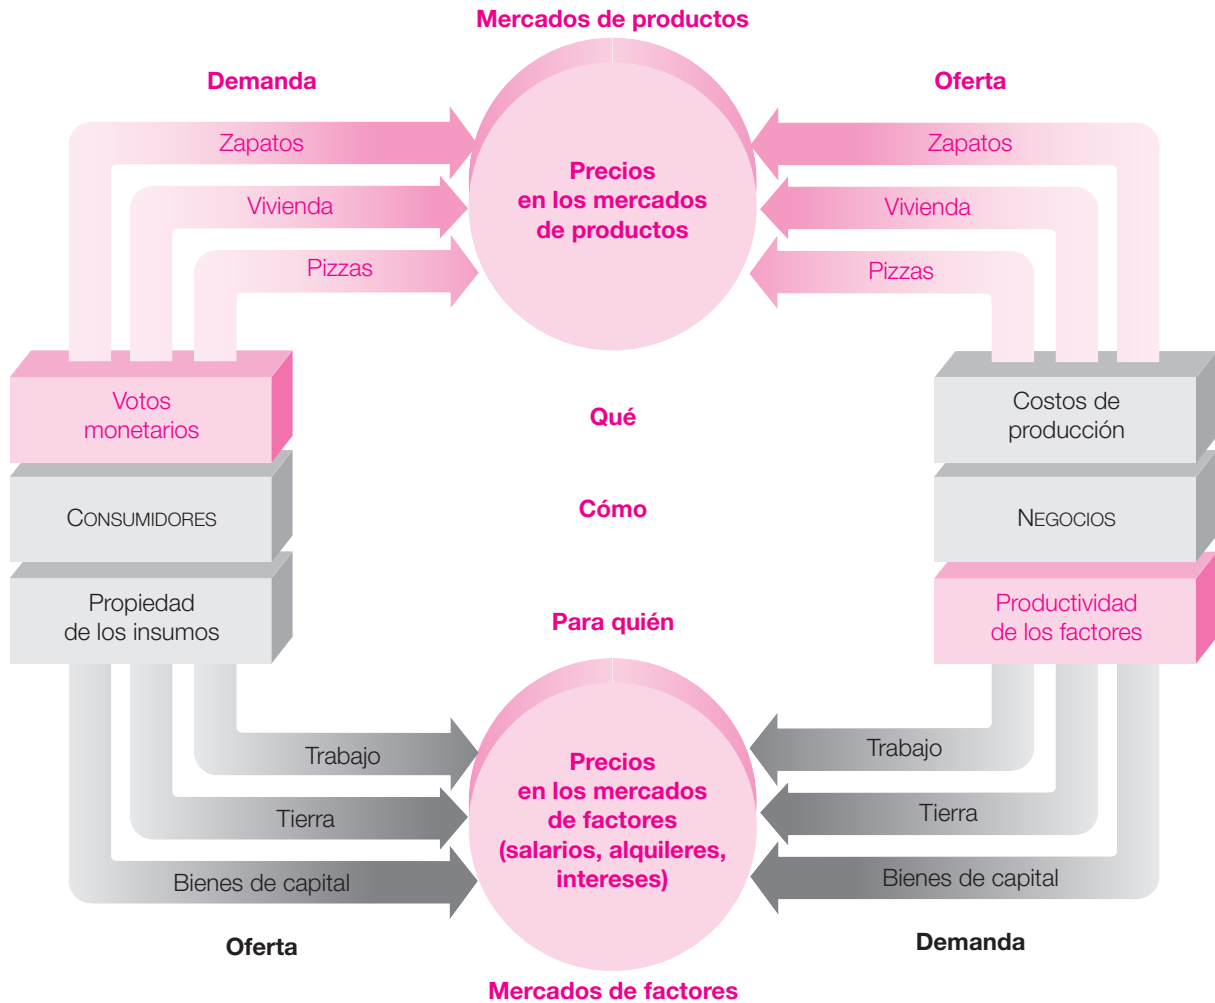 Mercados de productos
Demanda
Oferta
Zapatos
Zapatos
Precios
en los mercados
de productos
Vivienda
Vivienda
Pizzas
Pizzas
Votos
monetarios
Qué
Costos de
producción
Cómo
CONSUMIDORES
NEGOCIOS
Propiedad
de los insumos
Para quién
Productividad
de los factores
Trabajo
Trabajo
Precios
en los mercados
de factores
(salarios, alquileres,
intereses)
Tierra
Tierra
Bienes de capital
Bienes de capital
Oferta
Demanda
Mercados de factores